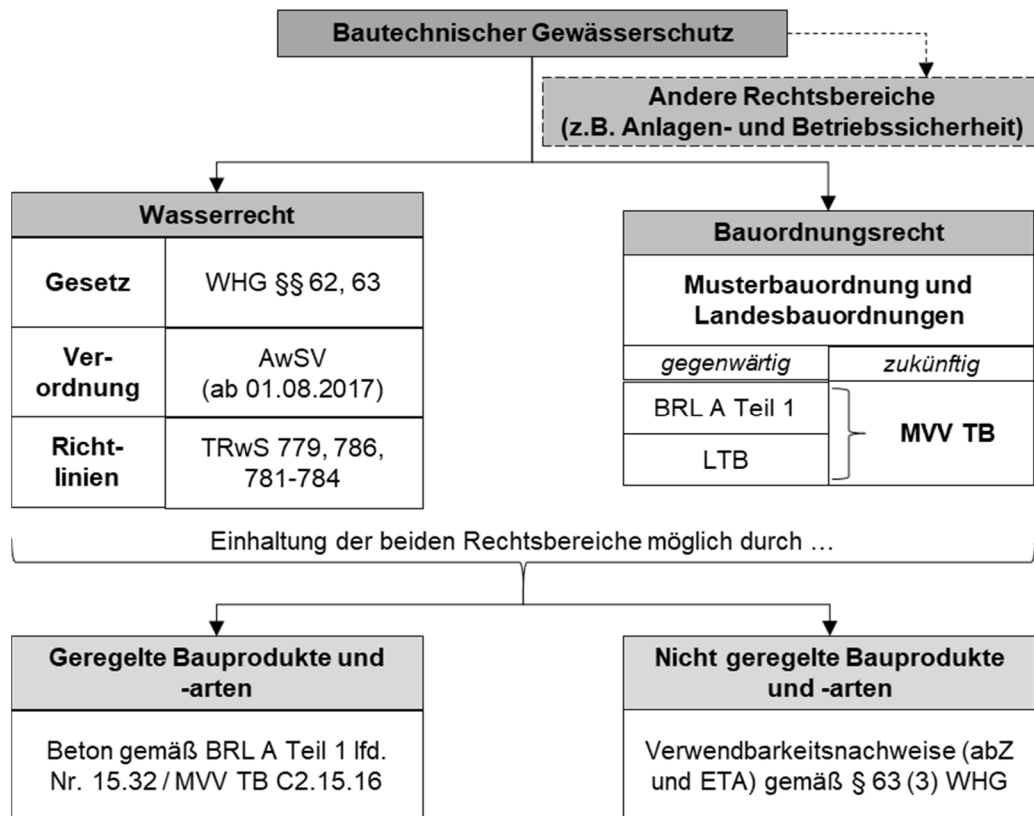 Bautechnischer Gewässerschutz
Andere Rechtsbereiche
(z.B. Anlagen- und Betriebssicherheit)
Wasserrecht
Gesetz
WHG §§ 62, 63
Ver-
ordnung
AwSV
(ab 01.08.2017)
Richt-
linien
TRwS 779, 786,
781-784
Bauordnungsrecht
Musterbauordnung und
Landesbauordnungen
gegenwärtig
zukünftig
BRL A Teil 1
LTB
MVV TB
Einhaltung der beiden Rechtsbereiche möglich durch ...
Geregelte Bauprodukte und
-arten
Beton gemäß BRL A Teil 1 lfd.
Nr. 15.32 / MVV TB C2.15.16
Nicht geregelte Bauprodukte
und -arten
Verwendbarkeitsnachweise (abZ
und ETA) gemäß § 63 (3) WHG